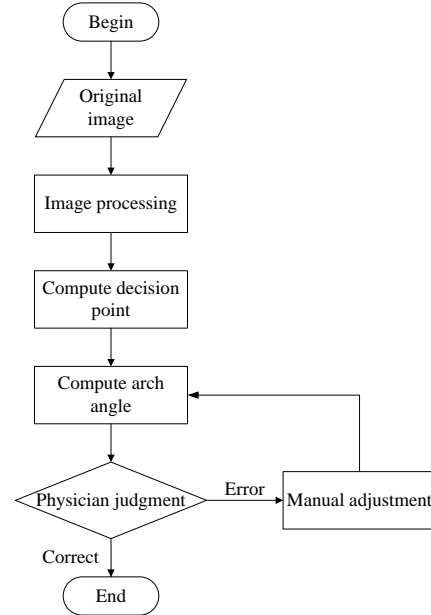 Begin
Original
image
Image processing
Compute decision
point
Compute arch
angle
Physician judgment
Error
Manual adjustment
Correct
End